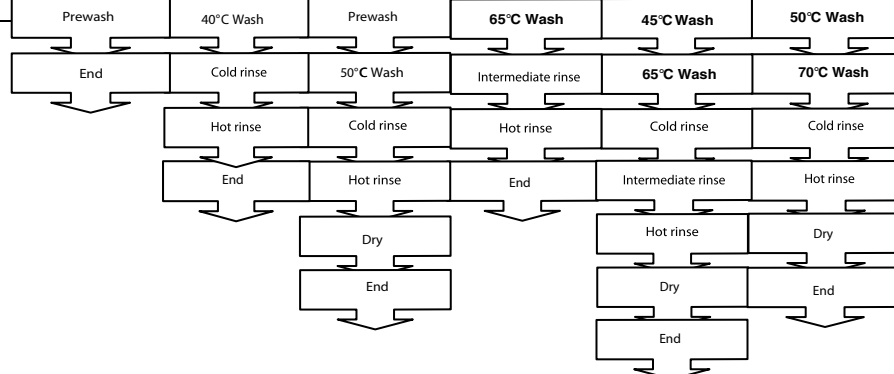 Prewash
End
40°C Wash
Cold rinse
Hot rinse
End
Prewash
50°C Wash
Cold rinse
Hot rinse
Dry
End
65°C Wash
Intermediate rinse
Hot rinse
End
45°C Wash
65°C Wash
Cold rinse
Intermediate rinse
Hot rinse
Dry
End
50°C Wash
70°C Wash
Cold rinse
Hot rinse
Dry
End